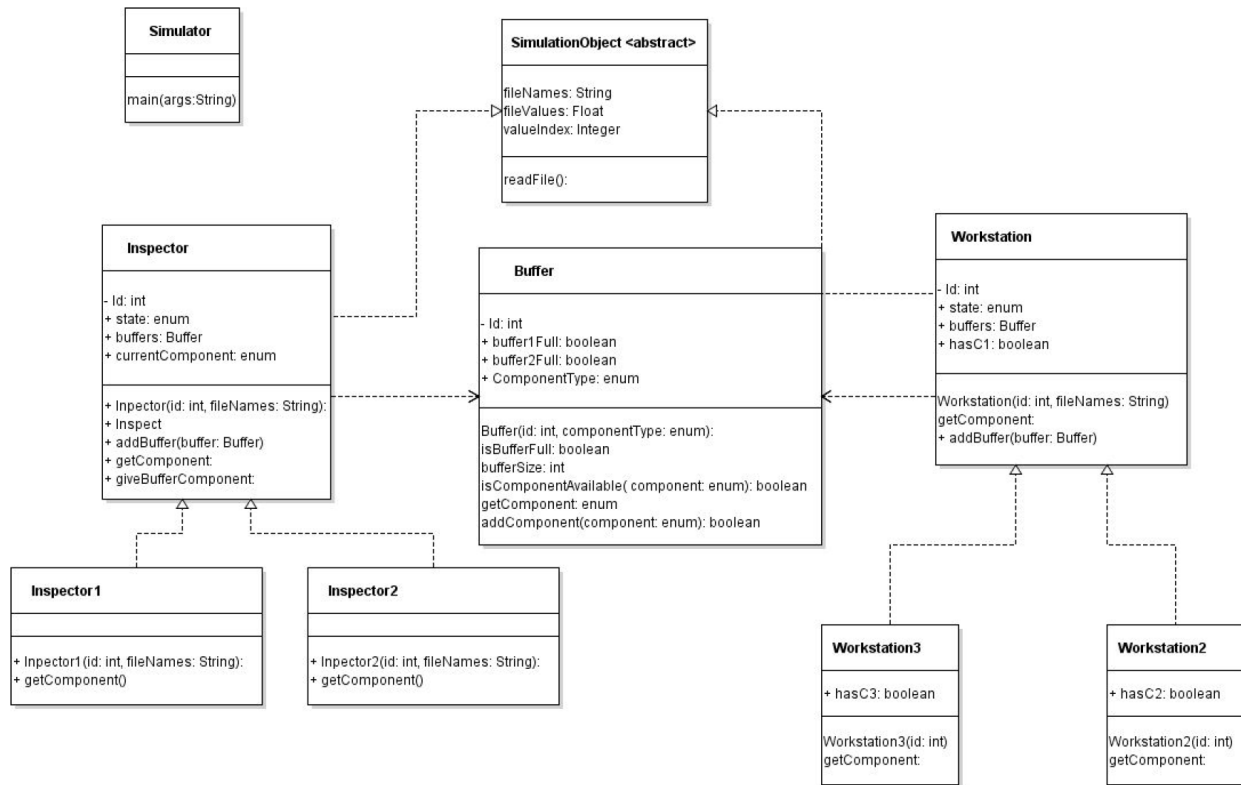 Simulator
main(args:String)
SimulationObject <abstract>
fileNames: String
fileValues: Float
valueIndex: Integer
readFile():
Inspector
- Id: int
+ state: enum
+ buffers: Buffer
+ currentComponent: enum
+ Inpector(id: int, fileNames: String):
+ Inspect
+ addBuffer(buffer: Buffer)
+ getComponent:
+ giveBufferComponent:
Buffer
- Id: int
+ buffer1Full: boolean
+ buffer2Full: boolean
+ ComponentType: enum
Buffer(id: int, componentType: enum):
isBufferFull: boolean
bufferSize: int
isComponentAvailable( component: enum): boolean
getComponent: enum
addComponent(component: enum): boolean
Workstation
- Id: int
+ state: enum
+ buffers: Buffer
+ hasC1: boolean
Workstation(id: int, fileNames: String)
getComponent:
+ addBuffer(buffer: Buffer)
Inspector1
+ Inpector1(id: int, fileNames: String):
+ getComponent()
Inspector2
+ Inpector2(id: int, fileNames: String):
+ getComponent()
Workstation3
+ hasC3: boolean
Workstation3(id: int)
getComponent:
Workstation2
+ hasC2: boolean
Workstation2(id: int)
getComponent: